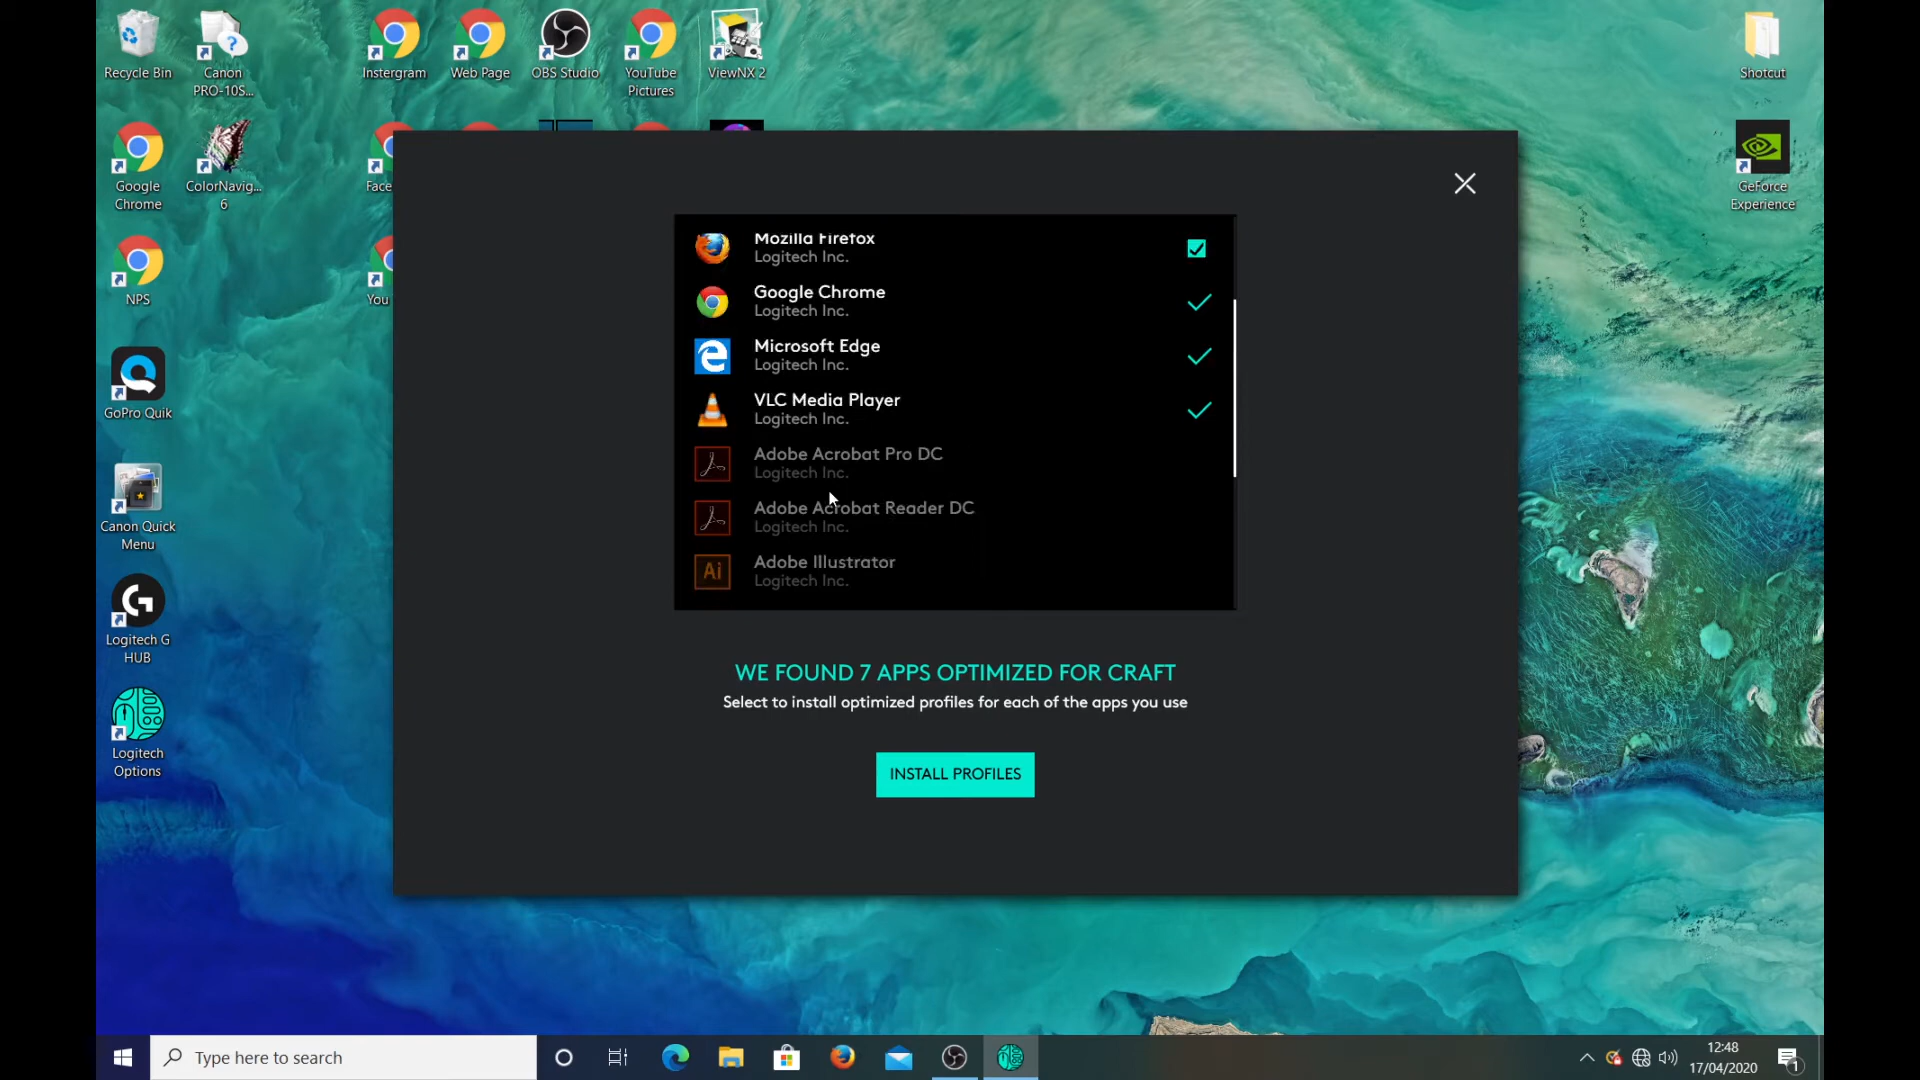 Recycle Bin
Canon
PRO-10S...
Instergram
Web Page
OBS Studio
YouTube
Pictures
ViewNX 2
Shotcut
Google
Chrome
ColorNavig...
6
Face
GeForce
Experience
NPS
You
GoPro Quik
Canon Quick
Menu
Logitech G
HUB
Logitech
Options
Mozilla Firefox
Logitech Inc.
Google Chrome
Logitech Inc.
Microsoft Edge
Logitech Inc.
VLC Media Player
Logitech Inc.
Adobe Acrobat Pro DC
Logitech Inc.
Adobe Acrobat Reader DC
Logitech Inc.
Ai
Adobe Illustrator
Logitech Inc.
WE FOUND 7 APPS OPTIMIZED FOR CRAFT
Select to install optimized profiles for each of the apps you use
INSTALL PROFILES
Type here to search
12:48
17/04/2020
1